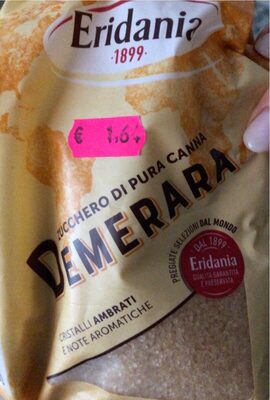 Eridania
· 1899 ·
€ 1,64
ZUCCHERO DI PURA CANNA
DEMERARA
CRISTALLI AMBRATI
E NOTE AROMATICHE
PREGIATE SELEZIONI DAL MONDO
DAL 1899
Eridania
QUALITÀ GARANTITA
E PRESERVATA